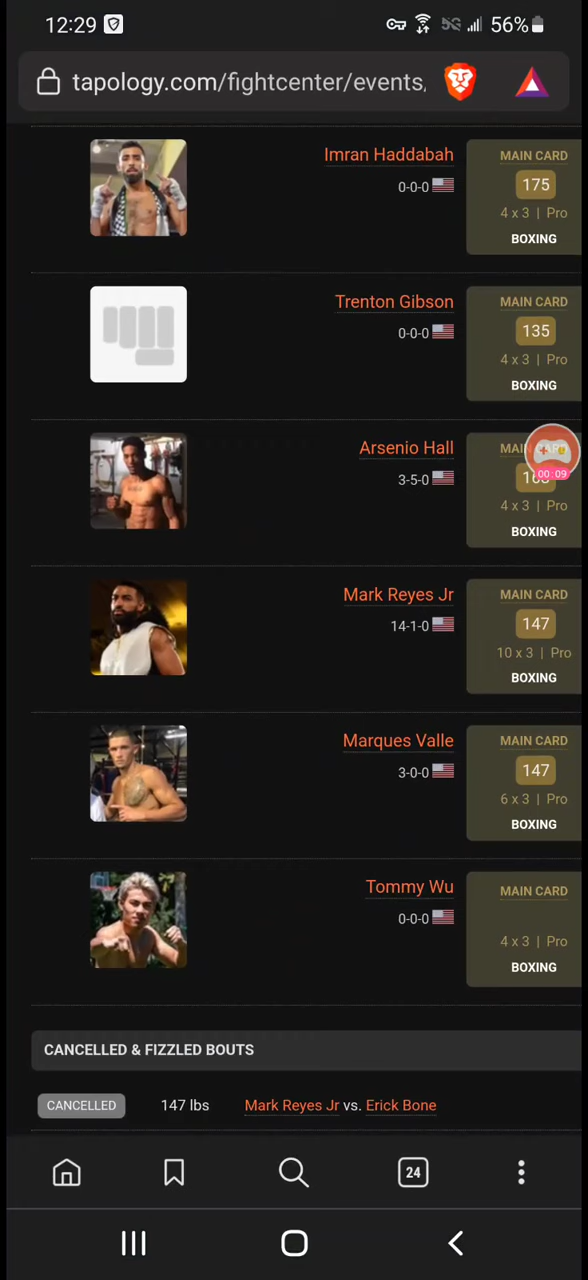 12:29
5G
56%
tapology.com/fightcenter/events,
Imran Haddabah
0-0-0
MAIN CARD
175
4 x 3 | Pro
BOXING
Trenton Gibson
0-0-0
MAIN CARD
135
4 x 3 | Pro
BOXING
Arsenio Hall
3-5-0
MAIN
00:09
4 x 3 | Pro
BOXING
Mark Reyes Jr
14-1-0
MAIN CARD
147
10 x 3 | Pro
BOXING
Marques Valle
3-0-0
MAIN CARD
147
6 x 3 | Pro
BOXING
Tommy Wu
0-0-0
MAIN CARD
4 x 3 | Pro
BOXING
CANCELLED & FIZZLED BOUTS
CANCELLED 147 lbs Mark Reyes Jr vs. Erick Bone
24